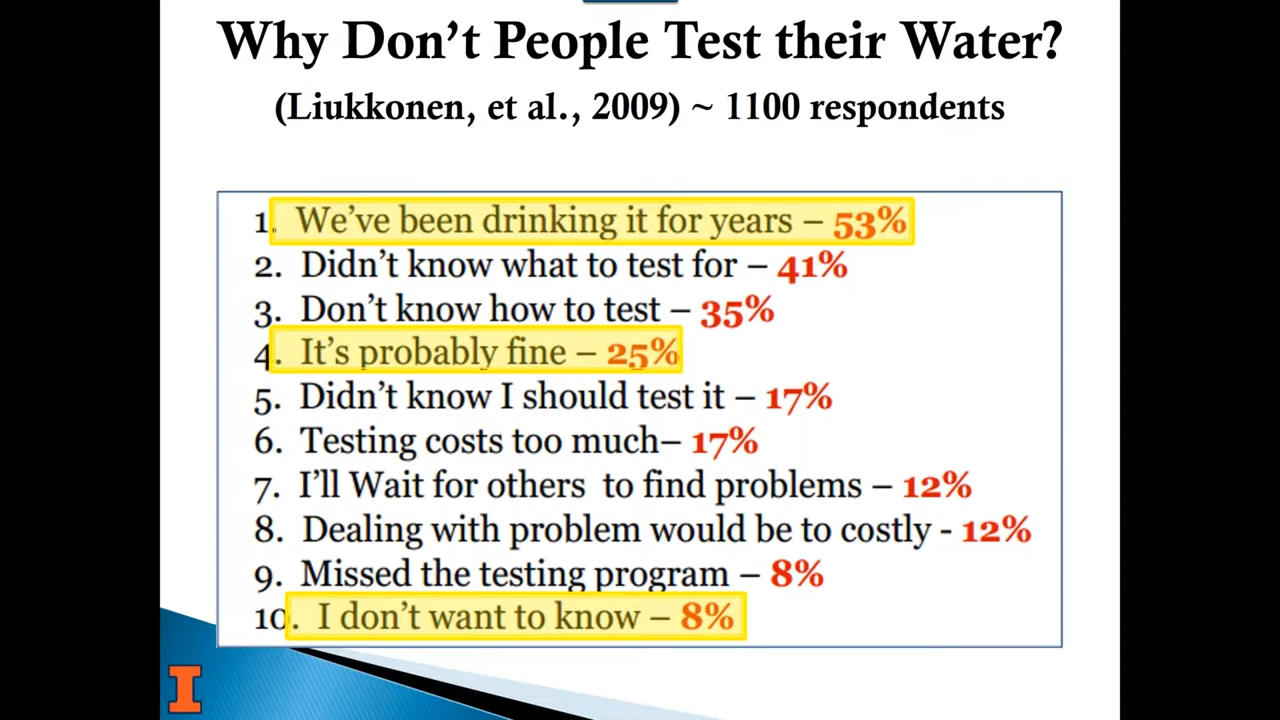 Why Don't People Test their Water?
(Liukkonen, et al., 2009) ~ 1100 respondents
1. We've been drinking it for years – 53%
2. Didn't know what to test for – 41%
3. Don't know how to test – 35%
4. It's probably fine – 25%
5. Didn't know I should test it – 17%
6. Testing costs too much– 17%
7. I'll Wait for others to find problems – 12%
8. Dealing with problem would be to costly - 12%
9. Missed the testing program – 8%
10. I don't want to know – 8%
I